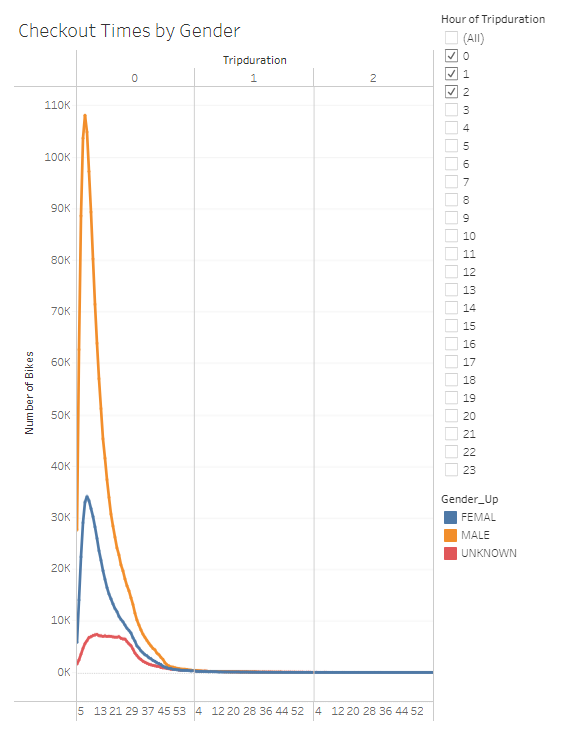 Checkout Times by Gender
Tripduration
0 1 2
110K
100K
90K
80K
70K
60K
50K
40K
30K
20K
10K
0K
Number of Bikes
5 13 21 29 37 45 53 4 12 20 28 36 44 52 4 12 20 28 36 44 52
Hour of Tripduration
(All)
0
1
2
3
4
5
6
7
8
9
10
11
12
13
14
15
16
17
18
19
20
21
22
23
Gender_Up
FEMAL
MALE
UNKNOWN